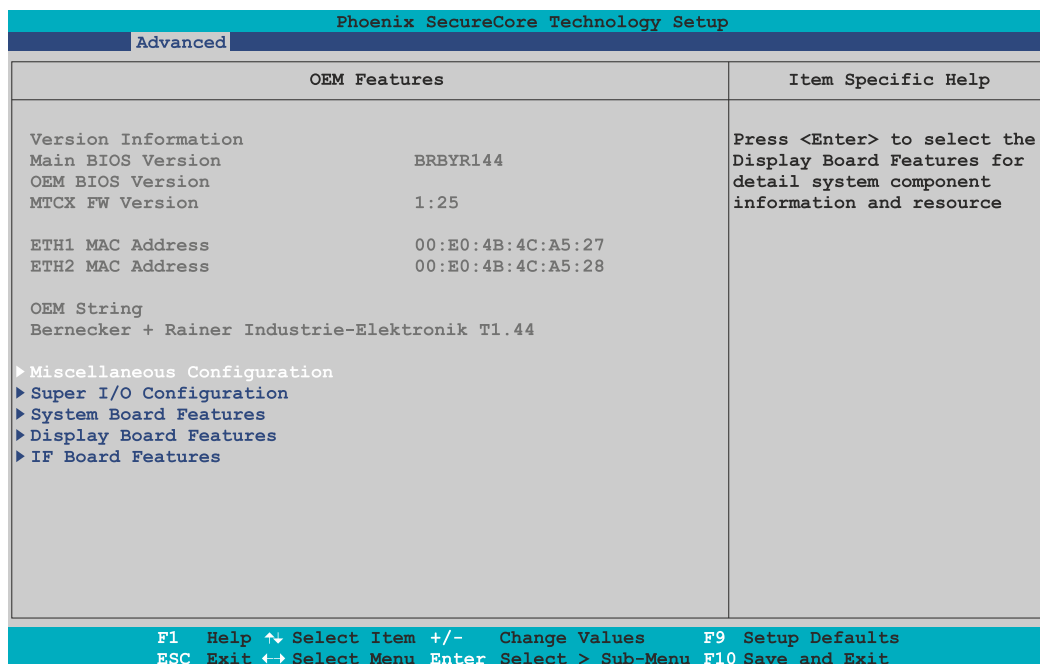 Phoenix SecureCore Technology Setup
Advanced
OEM Features
Item Specific Help
Version Information
Main BIOS Version BRBYR144
OEM BIOS Version
MTCX FW Version 1:25
ETH1 MAC Address 00:E0:4B:4C:A5:27
ETH2 MAC Address 00:E0:4B:4C:A5:28
OEM String
Bernecker + Rainer Industrie-Elektronik T1.44
Miscellaneous Configuration
Super I/O Configuration
System Board Features
Display Board Features
IF Board Features
Press <Enter> to select the
Display Board Features for
detail system component
information and resource
F1 Help Select Item +/- Change Values F9 Setup Defaults
ESC Exit Select Menu Enter Select > Sub-Menu F10 Save and Exit